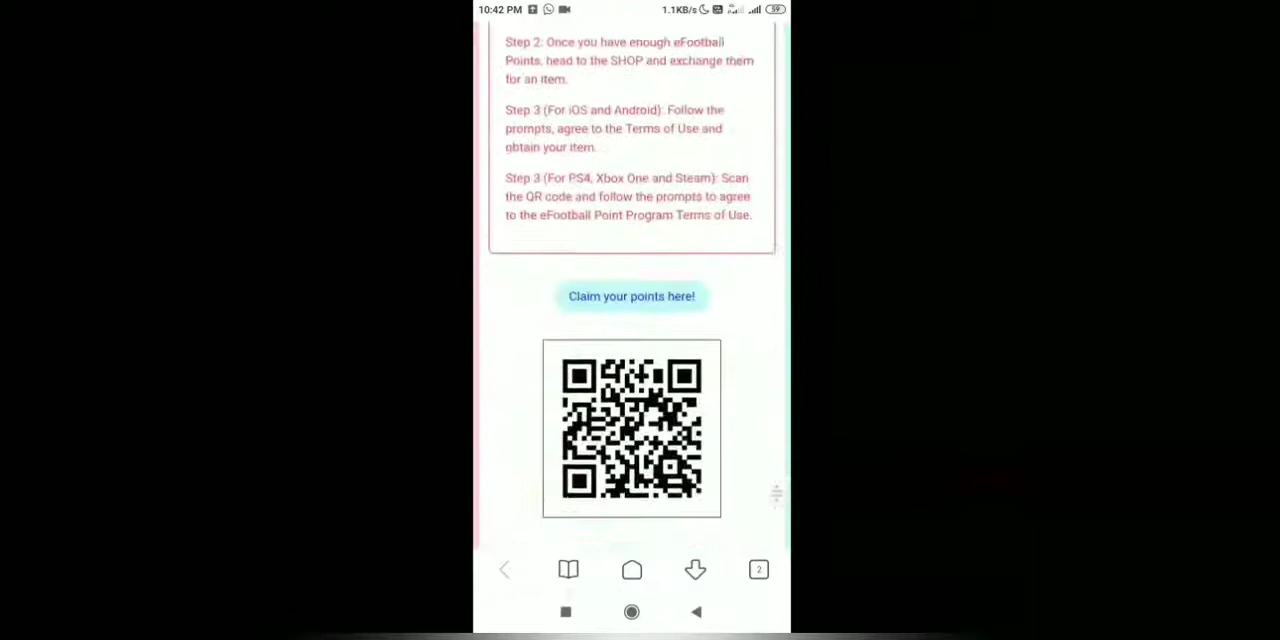 10:42 PM
1.1KB/s
59
Step 2: Once you have enough eFootball
Points, head to the SHOP and exchange them
for an item.
Step 3 (For iOS and Android): Follow the
prompts, agree to the Terms of Use and
obtain your item.
Step 3 (For PS4, Xbox One and Steam): Scan
the QR code and follow the prompts to agree
to the eFootball Point Program Terms of Use.
Claim your points here!
2